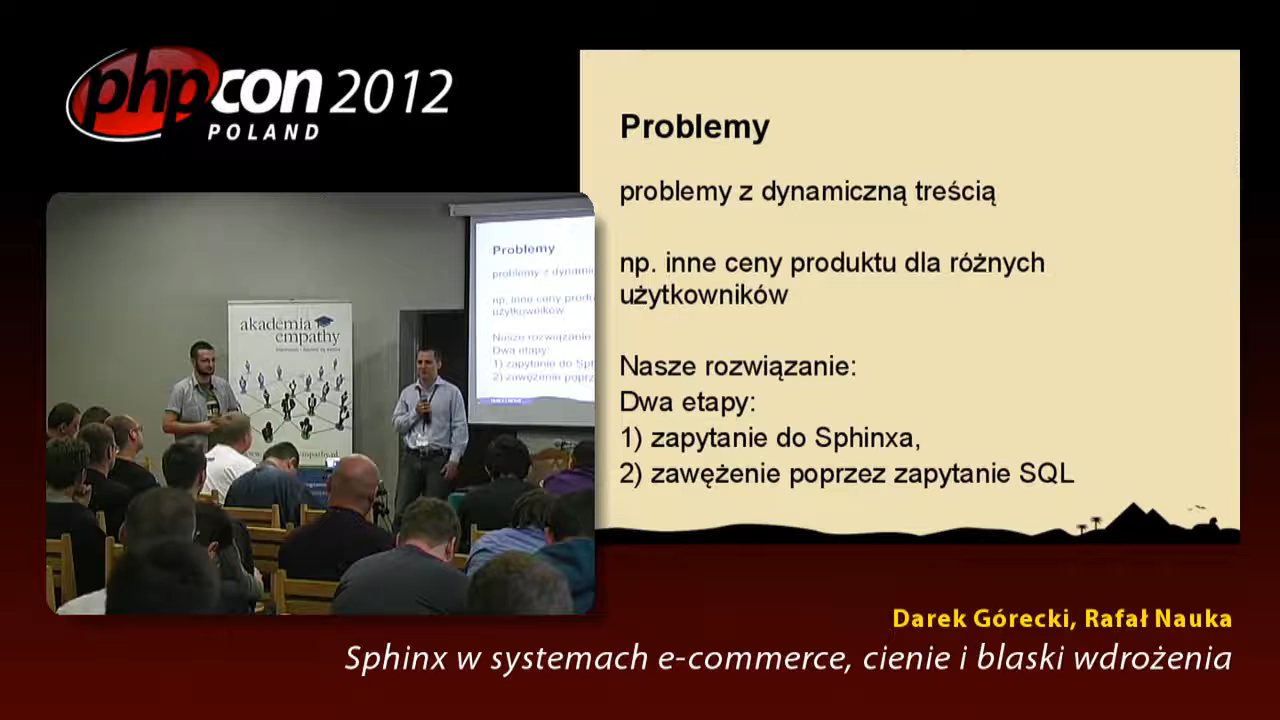 phpcon 2012
POLAND
Problemy
problemy z dynamiczną treścią
np. inne ceny produktu dla różnych
użytkowników
Nasze rozwiązanie:
Dwa etapy:
1) zapytanie do Sphinxa,
2) zawężenie poprzez zapytanie SQL
akademia
empathy
Problemy
problemy z dynami
np. inne ceny produ
użytkowników
Nasze rozwiązanie
Dwa etapy:
1) zapytanie do Sph
2) zawężenie poprz
Darek Górecki, Rafał Nauka
Sphinx w systemach e-commerce, cienie i blaski wdrożenia